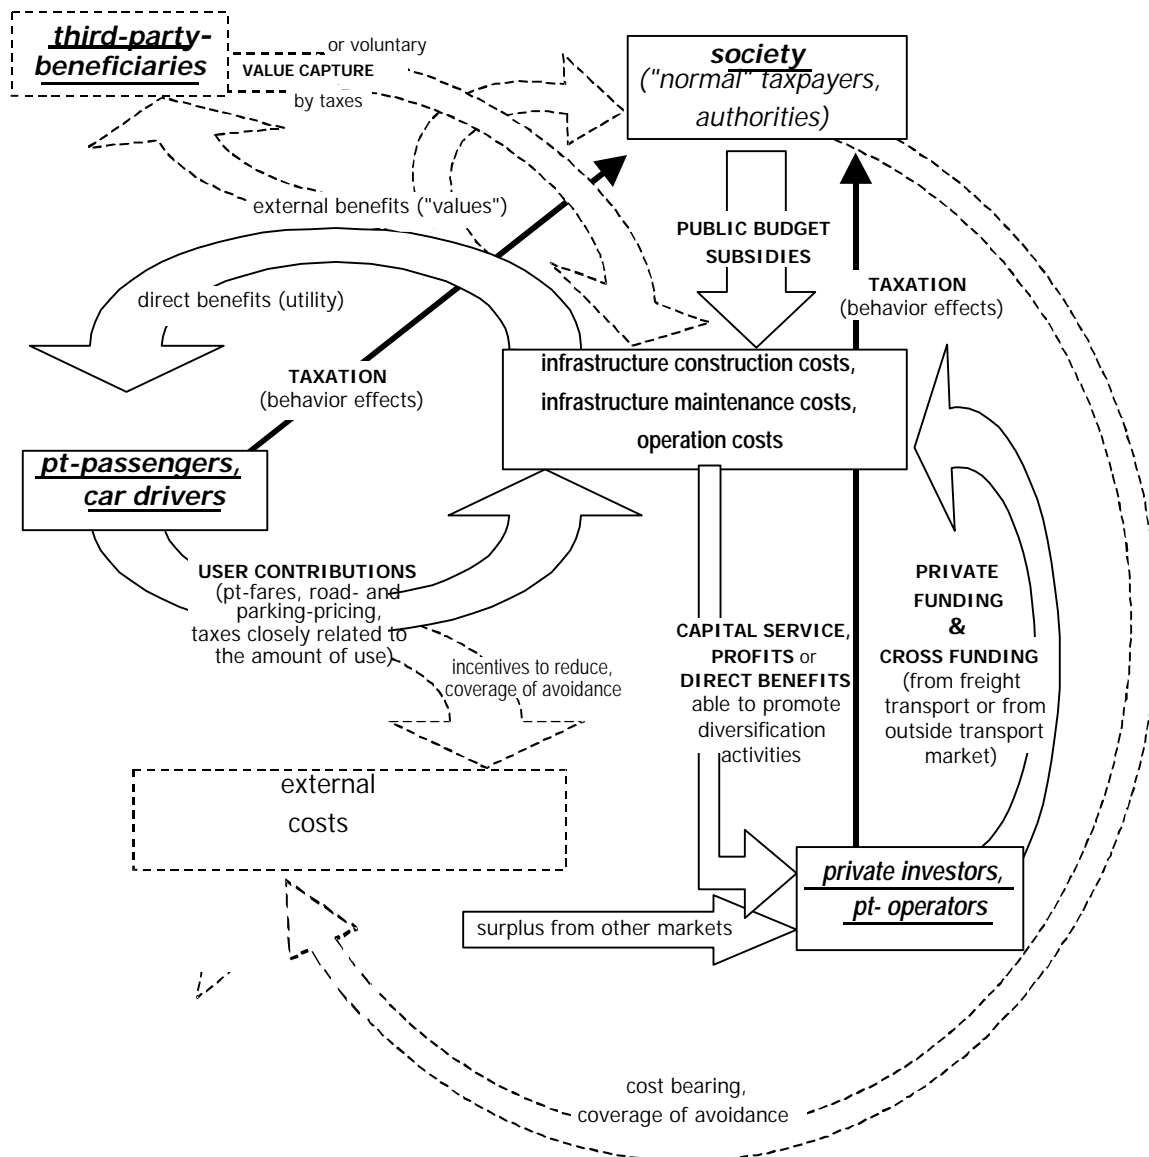 third-party-
beneficiaries
or voluntary
VALUE CAPTURE
by taxes
society
("normal" taxpayers,
authorities)
external benefits ("values")
PUBLIC BUDGET
SUBSIDIES
direct benefits (utility)
TAXATION
(behavior effects)
TAXATION
(behavior effects)
infrastructure construction costs,
infrastructure maintenance costs,
operation costs
pt-passengers,
car drivers
USER CONTRIBUTIONS
(pt-fares, road- and
parking-pricing,
taxes closely related to
the amount of use)
incentives to reduce,
coverage of avoidance
CAPITAL SERVICE,
PROFITS or
DIRECT BENEFITS
able to promote
diversification
activities
PRIVATE
FUNDING
&
CROSS FUNDING
(from freight
transport or from
outside transport
market)
external
costs
private investors,
pt- operators
surplus from other markets
cost bearing,
coverage of avoidance